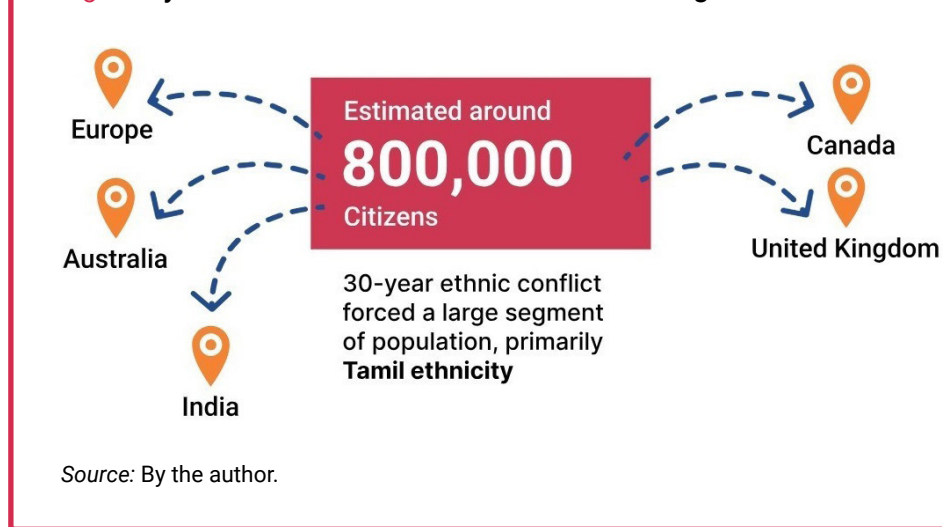 Europe
Australia
India
Estimated around
800,000
Citizens
30-year ethnic conflict
forced a large segment
of population, primarily
Tamil ethnicity
Canada
United Kingdom
Source: By the author.